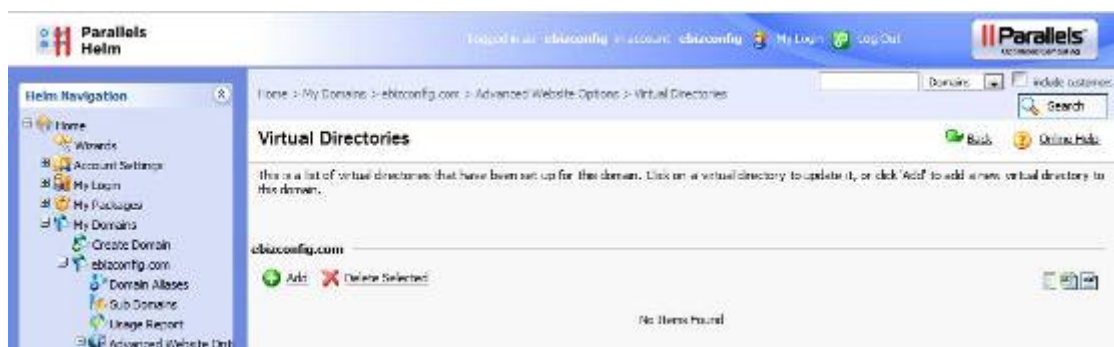 Parallels
Helm
Logged in as: ebizconfig in account: ebizconfig My Login Log Out
Parallels
Domains
Search
Helm Navigation
Home > My Domains > ebizconfig.com > Advanced Website Options > Virtual Directories
Home
Wizards
Account Settings
My Login
My Packages
My Domains
Create Domain
ebizconfig.com
Domain Aliases
Sub Domains
Usage Report
Advanced Website Opt
Virtual Directories
Back Online Help
This is a list of virtual directories that have been set up for this domain. Click on a virtual directory to update it, or click 'Add' to add a new virtual directory to
this domain.
ebizconfig.com
Add Delete Selected
No Items Found